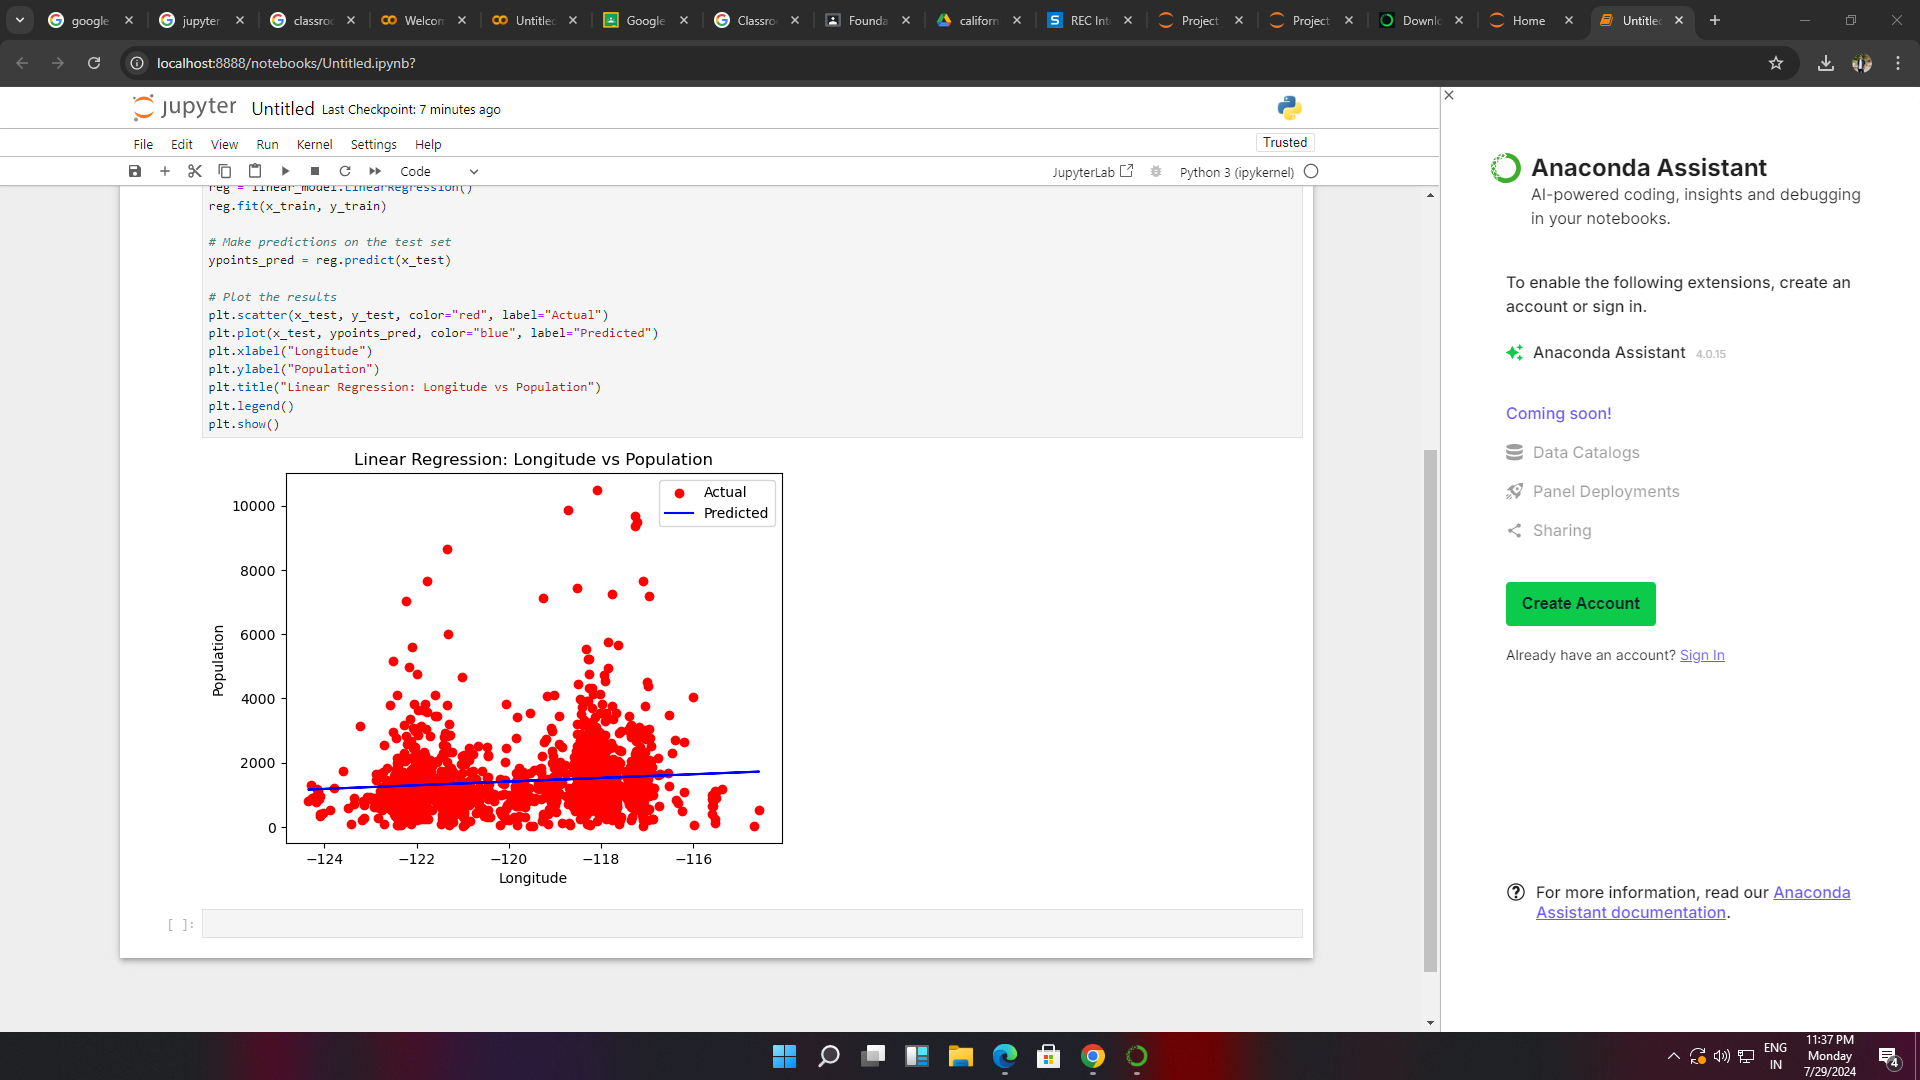 google
jupyter
classroo
Welcom
Untitled
Google
Classro
Founda
californ
REC Int
Project
Project
Downlo
Home
Untitled
localhost:8888/notebooks/Untitled.ipynb?
jupyter Untitled Last Checkpoint: 7 minutes ago
File Edit View Run Kernel Settings Help
Trusted
Code
JupyterLab
Python 3 (ipykernel)
reg = linear_model.LinearRegression()
reg.fit(x_train, y_train)
# Make predictions on the test set
ypoints_pred = reg.predict(x_test)
# Plot the results
plt.scatter(x_test, y_test, color="red", label="Actual")
plt.plot(x_test, ypoints_pred, color="blue", label="Predicted")
plt.xlabel("Longitude")
plt.ylabel("Population")
plt.title("Linear Regression: Longitude vs Population")
plt.legend()
plt.show()
Linear Regression: Longitude vs Population
Actual
Predicted
10000
8000
6000
4000
2000
0
Population
−124 −122 −120 −118 −116
Longitude
[ ]:
Anaconda Assistant
AI-powered coding, insights and debugging
in your notebooks.
To enable the following extensions, create an
account or sign in.
Anaconda Assistant 4.0.15
Coming soon!
Data Catalogs
Panel Deployments
Sharing
Create Account
Already have an account? Sign In
For more information, read our Anaconda
Assistant documentation.
ENG
IN
11:37 PM
Monday
7/29/2024
4